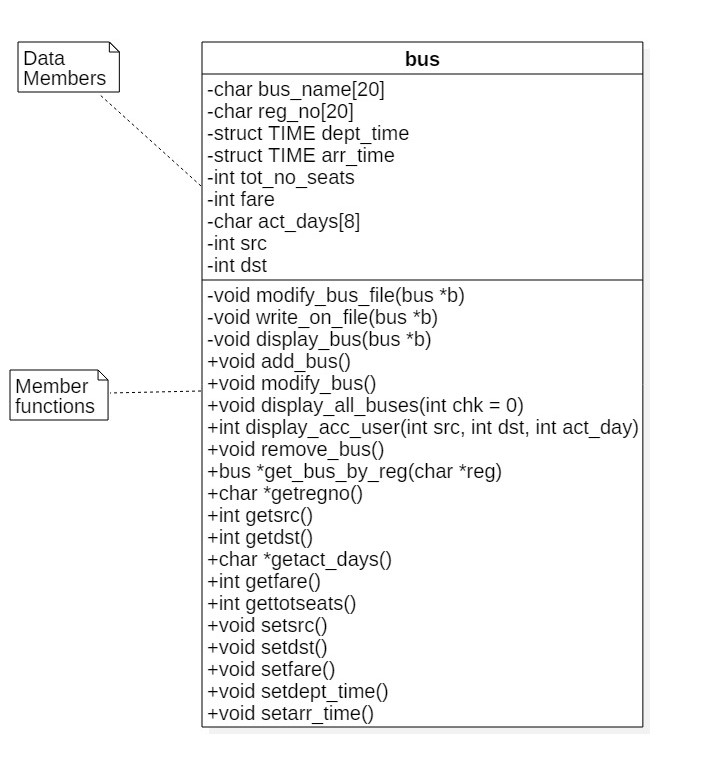 Data
Members
bus
-char bus_name[20]
-char reg_no[20]
-struct TIME dept_time
-struct TIME arr_time
-int tot_no_seats
-int fare
-char act_days[8]
-int src
-int dst
-void modify_bus_file(bus *b)
-void write_on_file(bus *b)
-void display_bus(bus *b)
+void add_bus()
+void modify_bus()
+void display_all_buses(int chk = 0)
+int display_acc_user(int src, int dst, int act_day)
+void remove_bus()
+bus *get_bus_by_reg(char *reg)
+char *getregno()
+int getsrc()
+int getdst()
+char *getact_days()
+int getfare()
+int gettotseats()
+void setsrc()
+void setdst()
+void setfare()
+void setdept_time()
+void setarr_time()
Member
functions